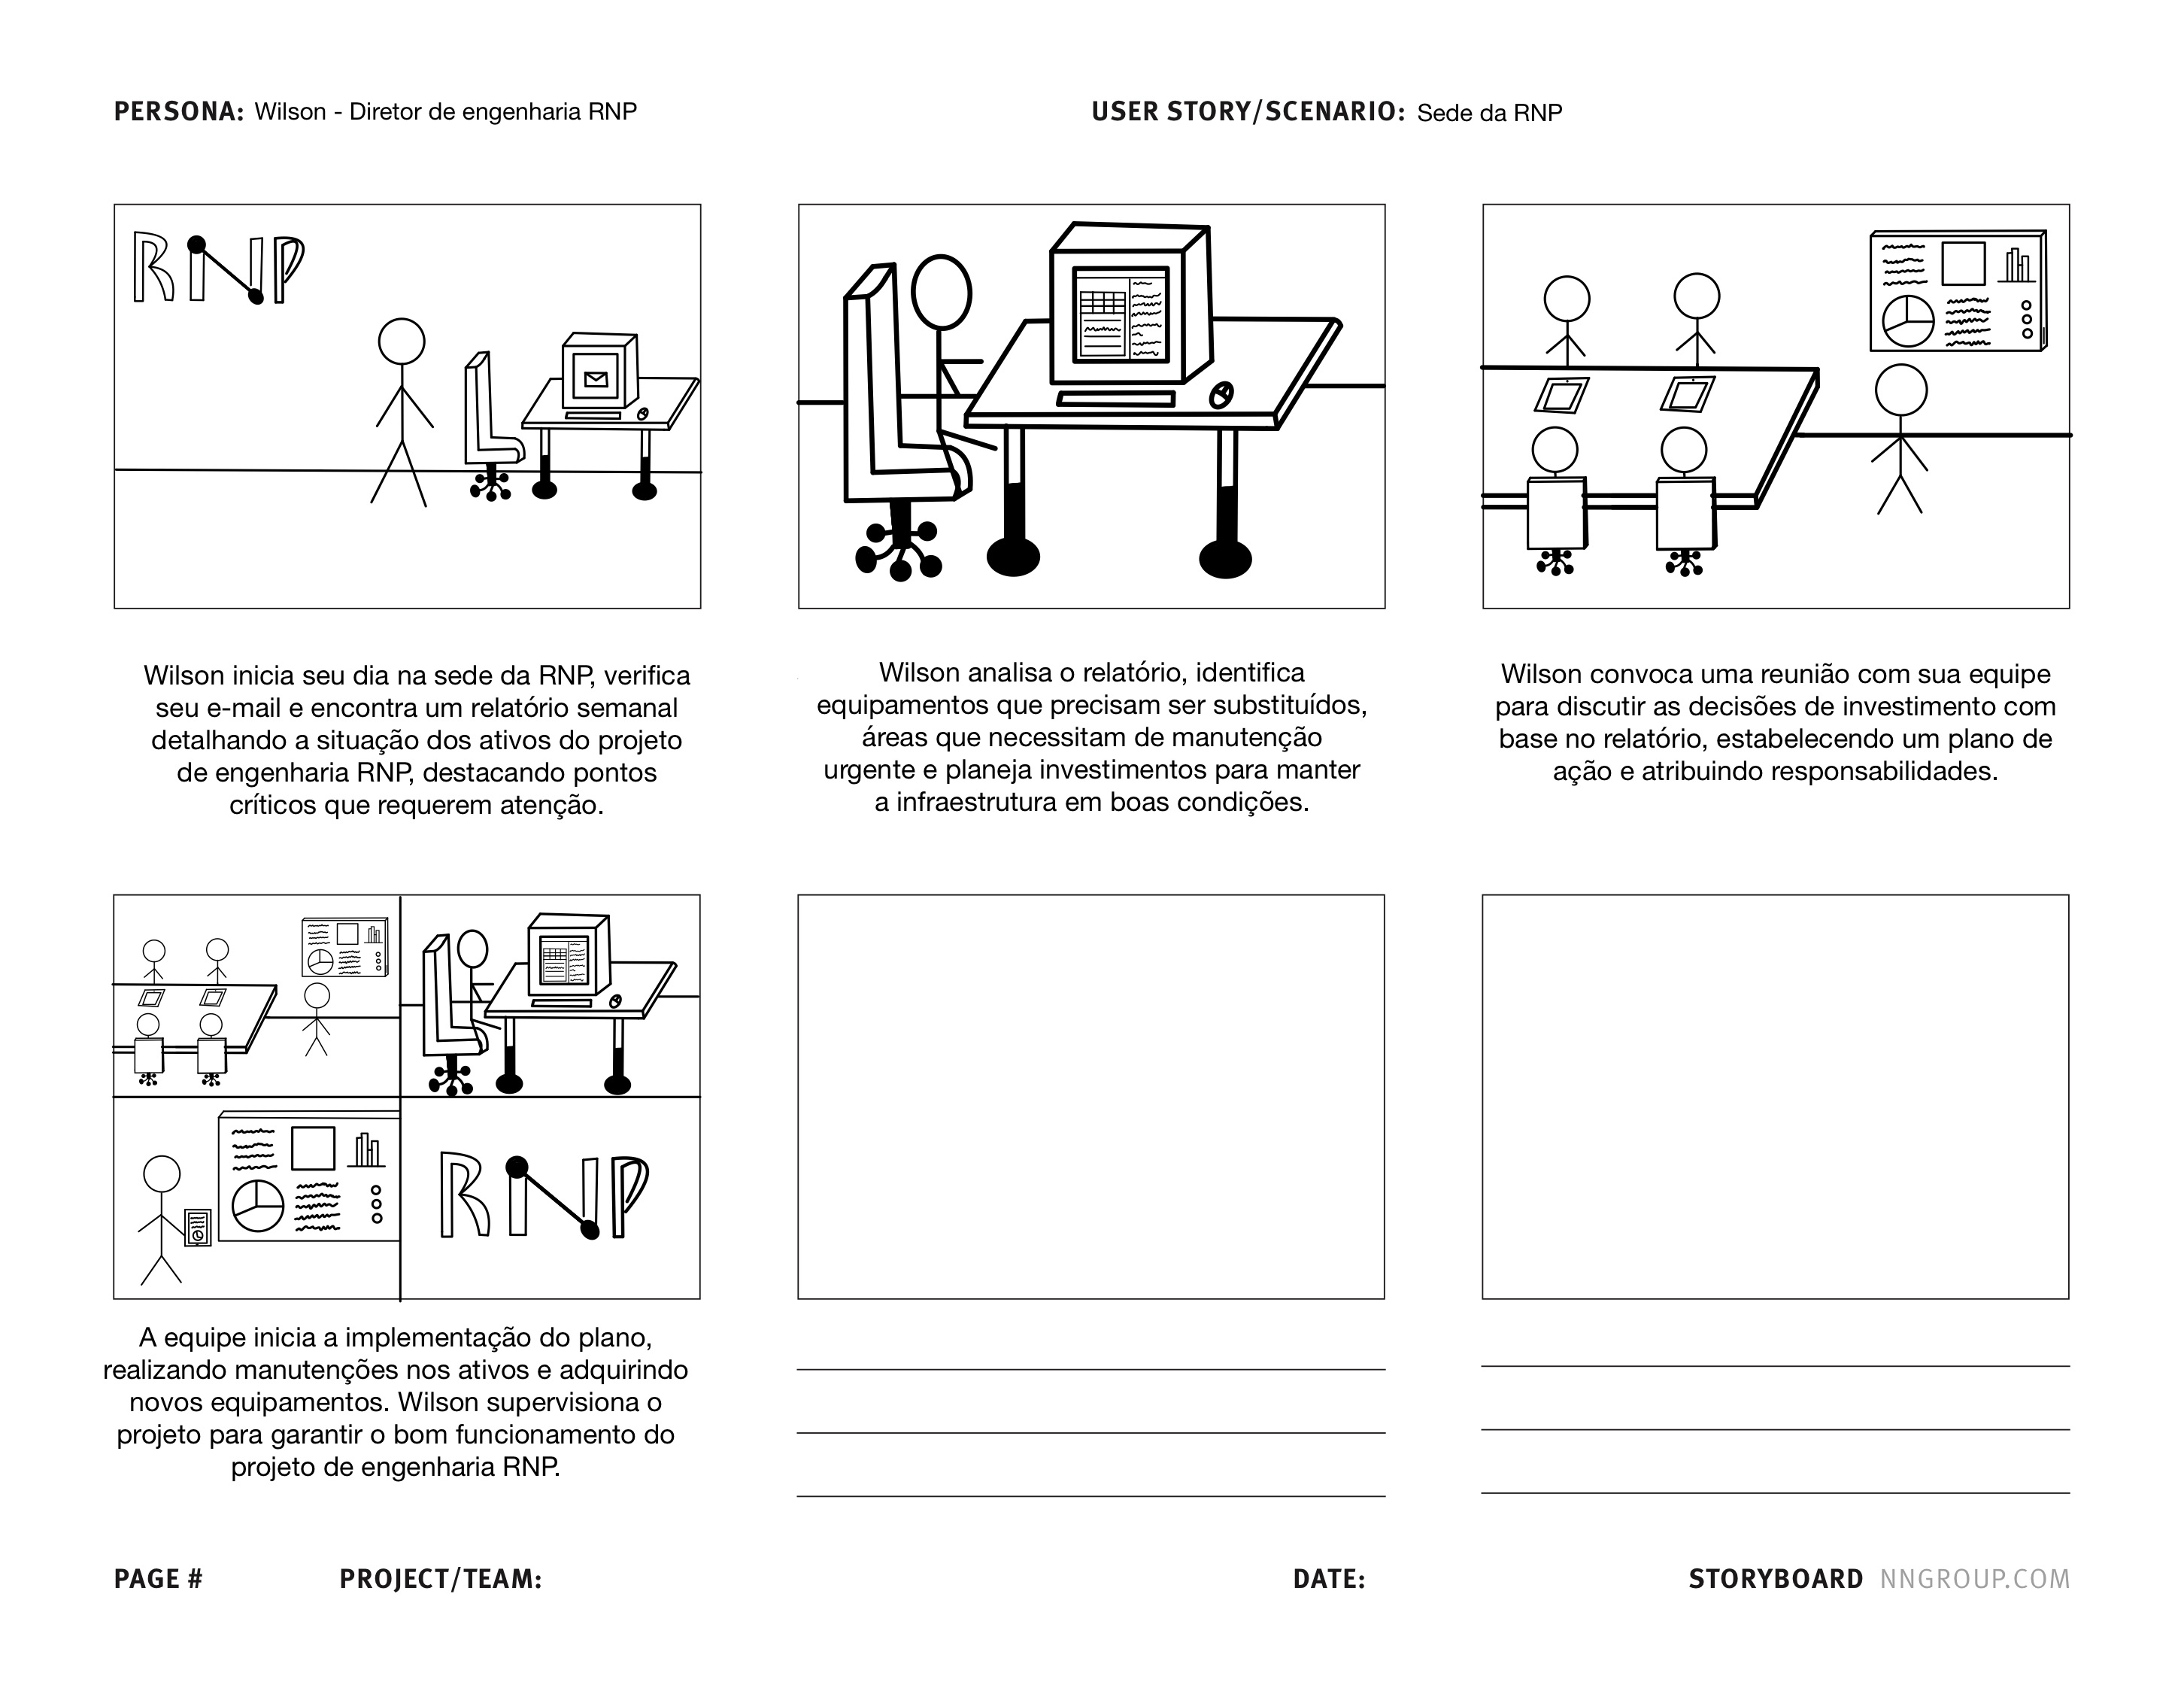 PERSONA: Wilson - Diretor de engenharia RNP
USER STORY/SCENARIO: Sede da RNP
RNP
Wilson inicia seu dia na sede da RNP, verifica
seu e-mail e encontra um relatório semanal
detalhando a situação dos ativos do projeto
de engenharia RNP, destacando pontos
críticos que requerem atenção.
Wilson analisa o relatório, identifica
equipamentos que precisam ser substituídos,
áreas que necessitam de manutenção
urgente e planeja investimentos para manter
a infraestrutura em boas condições.
Wilson convoca uma reunião com sua equipe
para discutir as decisões de investimento com
base no relatório, estabelecendo um plano de
ação e atribuindo responsabilidades.
RNP
A equipe inicia a implementação do plano,
realizando manutenções nos ativos e adquirindo
novos equipamentos. Wilson supervisiona o
projeto para garantir o bom funcionamento do
projeto de engenharia RNP.
PAGE #
PROJECT/TEAM:
DATE:
STORYBOARD NNGROUP.COM